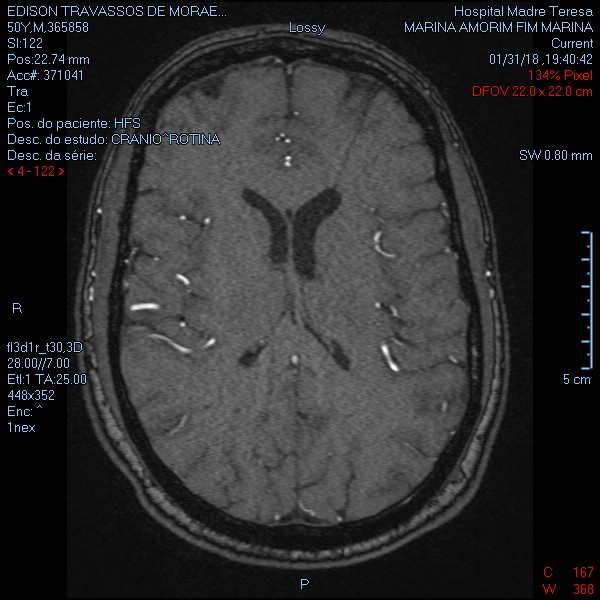 EDISON TRAVASSOS DE MORAE...
50Y,M,365858
SI:122
Pos:22.74 mm
Acc#: 371041
Tra
Ec:1
Pos. do paciente: HFS
Desc. do estudo: CRANIO^ROTINA
Desc. da série:
< 4 - 122 >
Lossy
Hospital Madre Teresa
MARINA AMORIM FIM MARINA
Current
01/31/18 ,19:40:42
134% Pixel
DFOV 22.0 x 22.0 cm
SW 0.80 mm
R
fl3d1r_t30,3D
28.00//7.00
Etl:1 TA:25.00
448x352
Enc: ^
1nex
5 cm
P
C 167
W 368